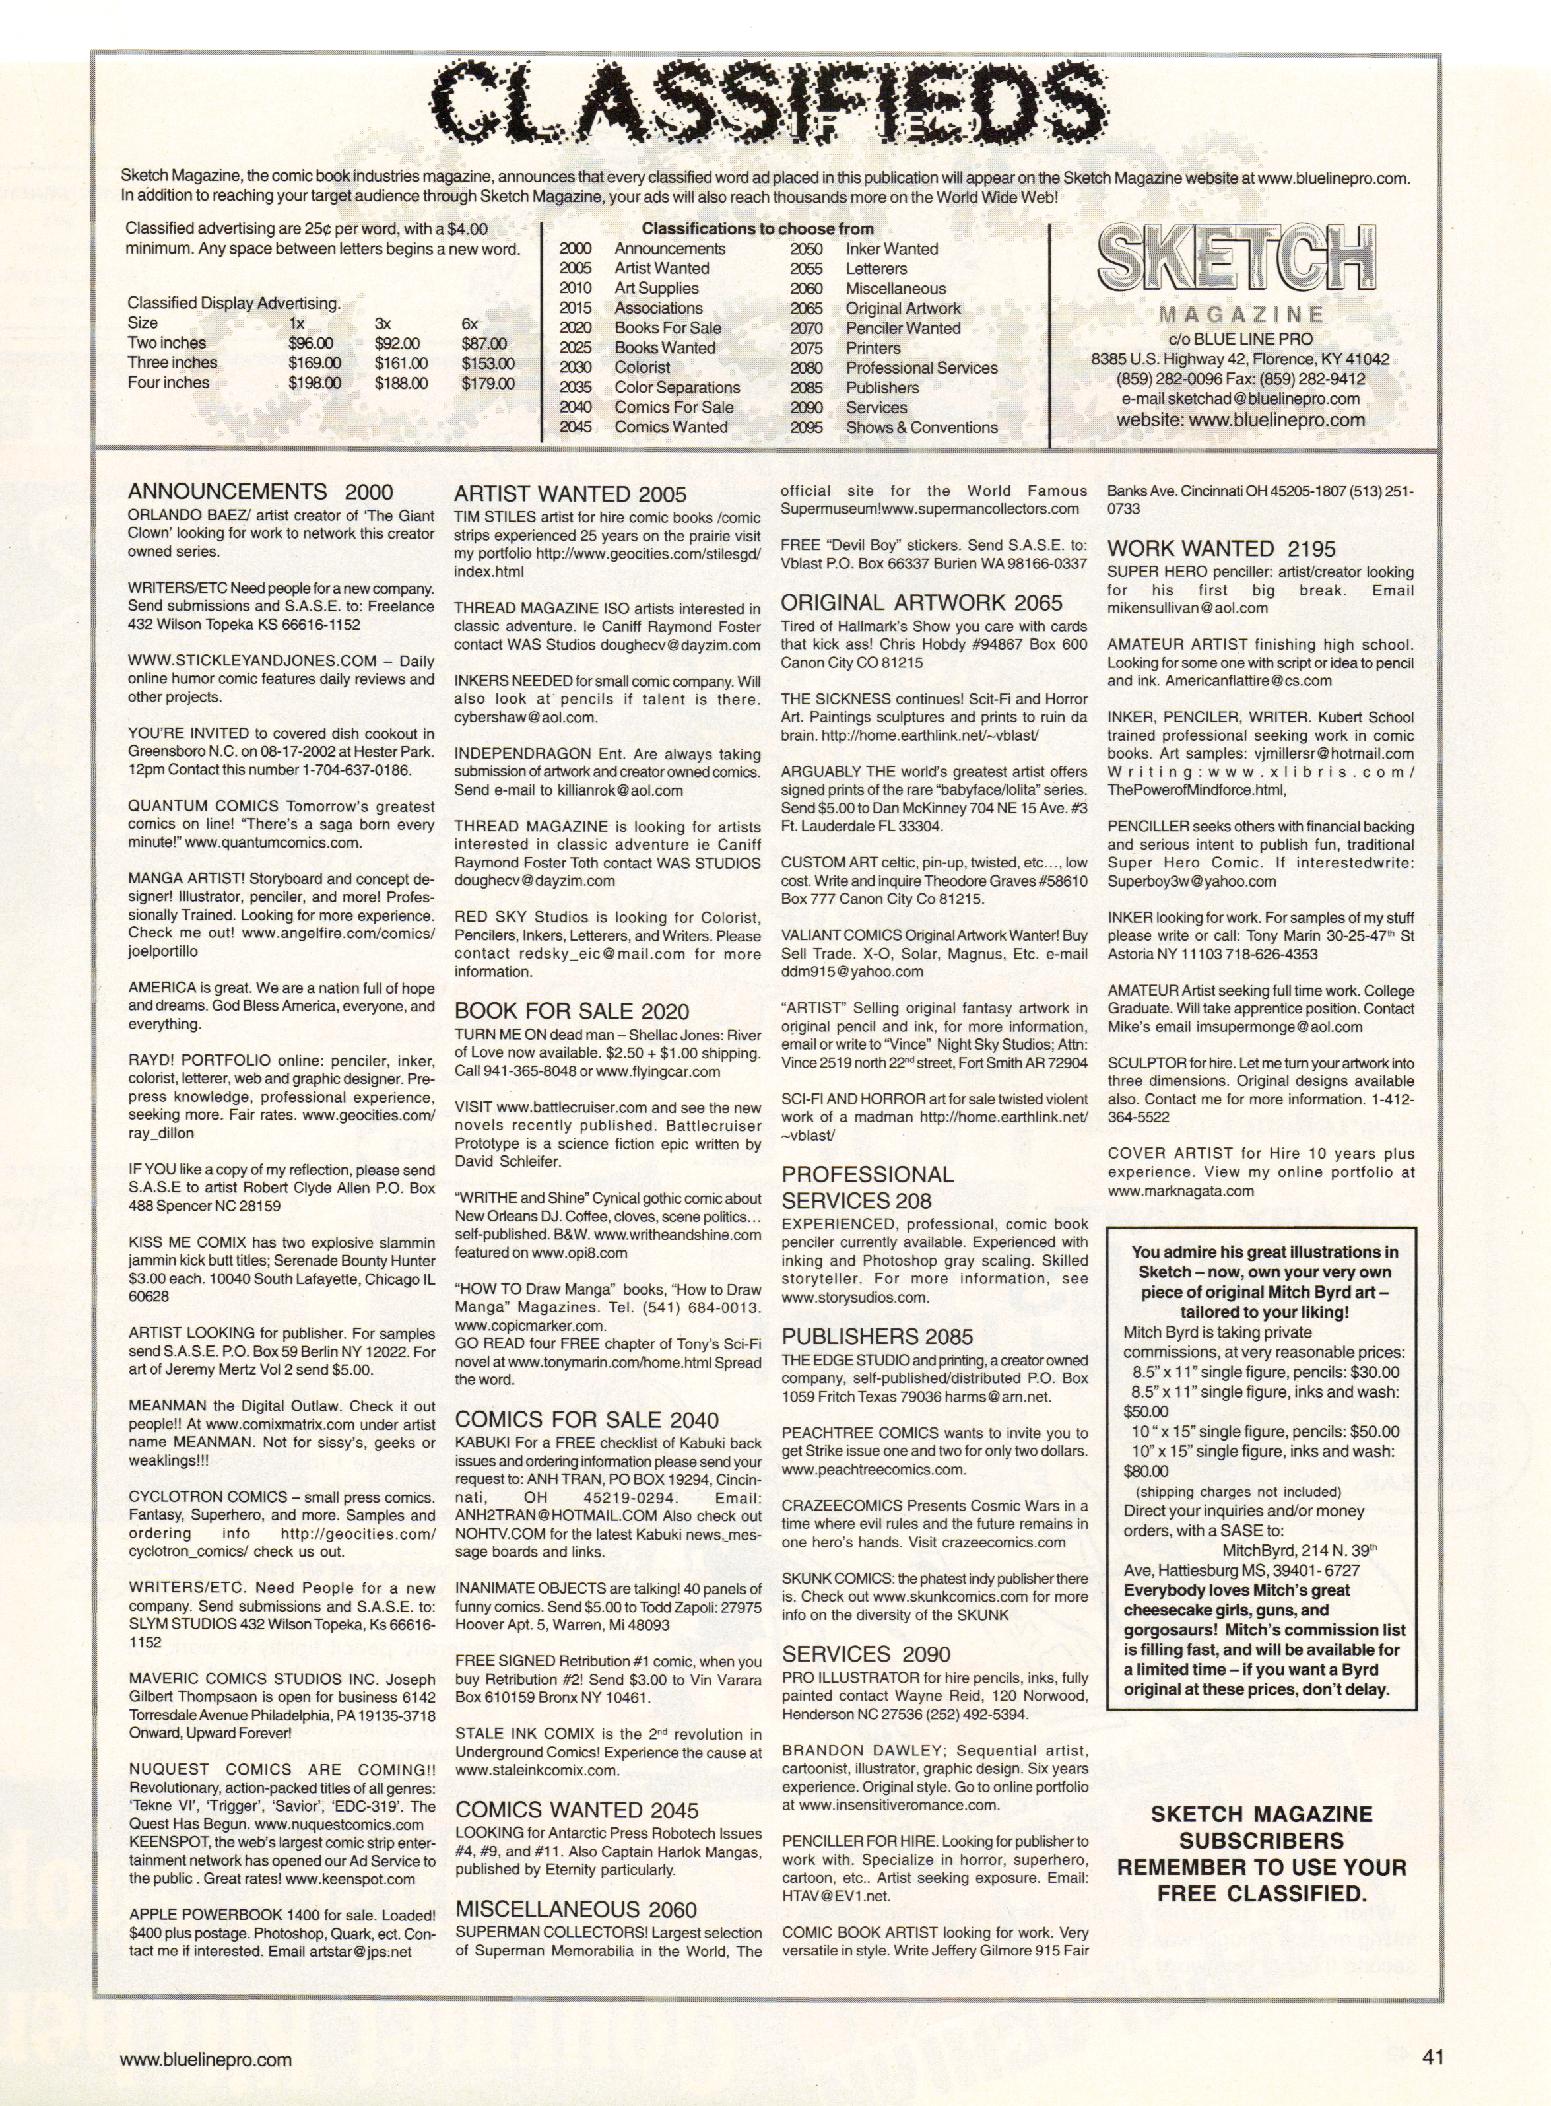 CLASSIFIEDS
Sketch Magazine, the comic book industries magazine, announces that every classified word ad placed in this publication will appear on the Sketch Magazine website at www.bluelinepro.com.
In addition to reaching your target audience through Sketch Magazine, your ads will also reach thousands more on the World Wide Web!
Classified advertising are 25¢ per word, with a $4.00
minimum. Any space between letters begins a new word.
Classified Display Advertising.
Size 1x 3x 6x
Two inches $96.00 $92.00 $87.00
Three inches $169.00 $161.00 $153.00
Four inches $198.00 $188.00 $179.00
Classifications to choose from
2000 Announcements 2050 Inker Wanted
2005 Artist Wanted 2055 Letterers
2010 Art Supplies 2060 Miscellaneous
2015 Associations 2065 Original Artwork
2020 Books For Sale 2070 Penciler Wanted
2025 Books Wanted 2075 Printers
2030 Colorist 2080 Professional Services
2035 Color Separations 2085 Publishers
2040 Comics For Sale 2090 Services
2045 Comics Wanted 2095 Shows & Conventions
SKETCH
MAGAZINE
c/o BLUE LINE PRO
8385 U.S. Highway 42, Florence, KY 41042
(859) 282-0096 Fax: (859) 282-9412
e-mail sketchad@bluelinepro.com
website: www.bluelinepro.com
ANNOUNCEMENTS 2000
ORLANDO BAEZ/ artist creator of 'The Giant
Clown' looking for work to network this creator
owned series.
WRITERS/ETC Need people for a new company.
Send submissions and S.A.S.E. to: Freelance
432 Wilson Topeka KS 66616-1152
WWW.STICKLEYANDJONES.COM – Daily
online humor comic features daily reviews and
other projects.
YOU'RE INVITED to covered dish cookout in
Greensboro N.C. on 08-17-2002 at Hester Park.
12pm Contact this number 1-704-637-0186.
QUANTUM COMICS Tomorrow's greatest
comics on line! "There's a saga born every
minute!" www.quantumcomics.com.
MANGA ARTIST! Storyboard and concept de-
signer! Illustrator, penciler, and more! Profes-
sionally Trained. Looking for more experience.
Check me out! www.angelfire.com/comics/
joelportillo
AMERICA is great. We are a nation full of hope
and dreams. God Bless America, everyone, and
everything.
RAYD! PORTFOLIO online: penciler, inker,
colorist, letterer, web and graphic designer. Pre-
press knowledge, professional experience,
seeking more. Fair rates. www.geocities.com/
ray_dillon
IF YOU like a copy of my reflection, please send
S.A.S.E to artist Robert Clyde Allen P.O. Box
488 Spencer NC 28159
KISS ME COMIX has two explosive slammin
jammin kick butt titles; Serenade Bounty Hunter
$3.00 each. 10040 South Lafayette, Chicago IL
60628
ARTIST LOOKING for publisher. For samples
send S.A.S.E. P.O. Box 59 Berlin NY 12022. For
art of Jeremy Mertz Vol 2 send $5.00.
MEANMAN the Digital Outlaw. Check it out
people!! At www.comixmatrix.com under artist
name MEANMAN. Not for sissy's, geeks or
weaklings!!!
CYCLOTRON COMICS – small press comics.
Fantasy, Superhero, and more. Samples and
ordering info http://geocities.com/
cyclotron_comics/ check us out.
WRITERS/ETC. Need People for a new
company. Send submissions and S.A.S.E. to:
SLYM STUDIOS 432 Wilson Topeka, Ks 66616-
1152
MAVERIC COMICS STUDIOS INC. Joseph
Gilbert Thompsaon is open for business 6142
Torresdale Avenue Philadelphia, PA 19135-3718
Onward, Upward Forever!
NUQUEST COMICS ARE COMING!!
Revolutionary, action-packed titles of all genres:
'Tekne VI', 'Trigger', 'Savior', 'EDC-319'. The
Quest Has Begun. www.nuquestcomics.com
KEENSPOT, the web's largest comic strip enter-
tainment network has opened our Ad Service to
the public . Great rates! www.keenspot.com
APPLE POWERBOOK 1400 for sale. Loaded!
$400 plus postage. Photoshop, Quark, ect. Con-
tact me if interested. Email artstar@jps.net
ARTIST WANTED 2005
TIM STILES artist for hire comic books /comic
strips experienced 25 years on the prairie visit
my portfolio http://www.geocities.com/stilesgd/
index.html
THREAD MAGAZINE ISO artists interested in
classic adventure. Ie Caniff Raymond Foster
contact WAS Studios doughecv@dayzim.com
INKERS NEEDED for small comic company. Will
also look at pencils if talent is there.
cybershaw@aol.com.
INDEPENDRAGON Ent. Are always taking
submission of artwork and creator owned comics.
Send e-mail to killianrok@aol.com
THREAD MAGAZINE is looking for artists
interested in classic adventure ie Caniff
Raymond Foster Toth contact WAS STUDIOS
doughecv@dayzim.com
RED SKY Studios is looking for Colorist,
Pencilers, Inkers, Letterers, and Writers. Please
contact redsky_eic@mail.com for more
information.
BOOK FOR SALE 2020
TURN ME ON dead man – Shellac Jones: River
of Love now available. $2.50 + $1.00 shipping.
Call 941-365-8048 or www.flyingcar.com
VISIT www.battlecruiser.com and see the new
novels recently published. Battlecruiser
Prototype is a science fiction epic written by
David Schleifer.
"WRITHE and Shine" Cynical gothic comic about
New Orleans DJ. Coffee, cloves, scene politics...
self-published. B&W. www.writheandshine.com
featured on www.opi8.com
"HOW TO Draw Manga" books, "How to Draw
Manga" Magazines. Tel. (541) 684-0013.
www.copicmarker.com.
GO READ four FREE chapter of Tony's Sci-Fi
novel at www.tonymarin.com/home.html Spread
the word.
COMICS FOR SALE 2040
KABUKI For a FREE checklist of Kabuki back
issues and ordering information please send your
request to: ANH TRAN, PO BOX 19294, Cincin-
nati, OH 45219-0294. Email:
ANH2TRAN@HOTMAIL.COM Also check out
NOHTV.COM for the latest Kabuki news, mes-
sage boards and links.
INANIMATE OBJECTS are talking! 40 panels of
funny comics. Send $5.00 to Todd Zapoli: 27975
Hoover Apt. 5, Warren, Mi 48093
FREE SIGNED Retribution #1 comic, when you
buy Retribution #2! Send $3.00 to Vin Varara
Box 610159 Bronx NY 10461.
STALE INK COMIX is the 2nd revolution in
Underground Comics! Experience the cause at
www.staleinkcomix.com.
COMICS WANTED 2045
LOOKING for Antarctic Press Robotech Issues
#4, #9, and #11. Also Captain Harlok Mangas,
published by Eternity particularly.
MISCELLANEOUS 2060
SUPERMAN COLLECTORS! Largest selection
of Superman Memorabilia in the World, The
official site for the World Famous
Supermuseum!www.supermancollectors.com
FREE "Devil Boy" stickers. Send S.A.S.E. to:
Vblast P.O. Box 66337 Burien WA 98166-0337
ORIGINAL ARTWORK 2065
Tired of Hallmark's Show you care with cards
that kick ass! Chris Hobdy #94867 Box 600
Canon City CO 81215
THE SICKNESS continues! Scit-Fi and Horror
Art. Paintings sculptures and prints to ruin da
brain. http://home.earthlink.net/~vblast/
ARGUABLY THE world's greatest artist offers
signed prints of the rare "babyface/lolita" series.
Send $5.00 to Dan McKinney 704 NE 15 Ave. #3
Ft. Lauderdale FL 33304.
CUSTOM ART celtic, pin-up, twisted, etc..., low
cost. Write and inquire Theodore Graves #58610
Box 777 Canon City Co 81215.
VALIANT COMICS Original Artwork Wanter! Buy
Sell Trade. X-O, Solar, Magnus, Etc. e-mail
ddm915@yahoo.com
"ARTIST" Selling original fantasy artwork in
original pencil and ink, for more information,
email or write to "Vince" Night Sky Studios; Attn:
Vince 2519 north 22nd street, Fort Smith AR 72904
SCI-FI AND HORROR art for sale twisted violent
work of a madman http://home.earthlink.net/
~vblast/
PROFESSIONAL
SERVICES 208
EXPERIENCED, professional, comic book
penciler currently available. Experienced with
inking and Photoshop gray scaling. Skilled
storyteller. For more information, see
www.storysudios.com.
PUBLISHERS 2085
THE EDGE STUDIO and printing, a creator owned
company, self-published/distributed P.O. Box
1059 Fritch Texas 79036 harms@arn.net.
PEACHTREE COMICS wants to invite you to
get Strike issue one and two for only two dollars.
www.peachtreecomics.com.
CRAZEECOMICS Presents Cosmic Wars in a
time where evil rules and the future remains in
one hero's hands. Visit crazeecomics.com
SKUNK COMICS: the phatest indy publisher there
is. Check out www.skunkcomics.com for more
info on the diversity of the SKUNK
SERVICES 2090
PRO ILLUSTRATOR for hire pencils, inks, fully
painted contact Wayne Reid, 120 Norwood,
Henderson NC 27536 (252) 492-5394.
BRANDON DAWLEY; Sequential artist,
cartoonist, illustrator, graphic design. Six years
experience. Original style. Go to online portfolio
at www.insensitiveromance.com.
PENCILLER FOR HIRE. Looking for publisher to
work with. Specialize in horror, superhero,
cartoon, etc.. Artist seeking exposure. Email:
HTAV@EV1.net.
COMIC BOOK ARTIST looking for work. Very
versatile in style. Write Jeffery Gilmore 915 Fair
Banks Ave. Cincinnati OH 45205-1807 (513) 251-
0733
WORK WANTED 2195
SUPER HERO penciller: artist/creator looking
for his first big break. Email
mikensullivan@aol.com
AMATEUR ARTIST finishing high school.
Looking for some one with script or idea to pencil
and ink. Americanflattire@cs.com
INKER, PENCILER, WRITER. Kubert School
trained professional seeking work in comic
books. Art samples: vjmillersr@hotmail.com
Writing:www.xlibris.com/
ThePowerofMindforce.html,
PENCILLER seeks others with financial backing
and serious intent to publish fun, traditional
Super Hero Comic. If interestedwrite:
Superboy3w@yahoo.com
INKER looking for work. For samples of my stuff
please write or call: Tony Marin 30-25-47th St
Astoria NY 11103 718-626-4353
AMATEUR Artist seeking full time work. College
Graduate. Will take apprentice position. Contact
Mike's email imsupermonge@aol.com
SCULPTOR for hire. Let me turn your artwork into
three dimensions. Original designs available
also. Contact me for more information. 1-412-
364-5522
COVER ARTIST for Hire 10 years plus
experience. View my online portfolio at
www.marknagata.com
You admire his great illustrations in
Sketch – now, own your very own
piece of original Mitch Byrd art –
tailored to your liking!
Mitch Byrd is taking private
commissions, at very reasonable prices:
8.5" x 11" single figure, pencils: $30.00
8.5" x 11" single figure, inks and wash:
$50.00
10 " x 15" single figure, pencils: $50.00
10" x 15" single figure, inks and wash:
$80.00
(shipping charges not included)
Direct your inquiries and/or money
orders, with a SASE to:
MitchByrd, 214 N. 39th
Ave, Hattiesburg MS, 39401- 6727
Everybody loves Mitch's great
cheesecake girls, guns, and
gorgosaurs! Mitch's commission list
is filling fast, and will be available for
a limited time – if you want a Byrd
original at these prices, don't delay.
SKETCH MAGAZINE
SUBSCRIBERS
REMEMBER TO USE YOUR
FREE CLASSIFIED.
www.bluelinepro.com
41